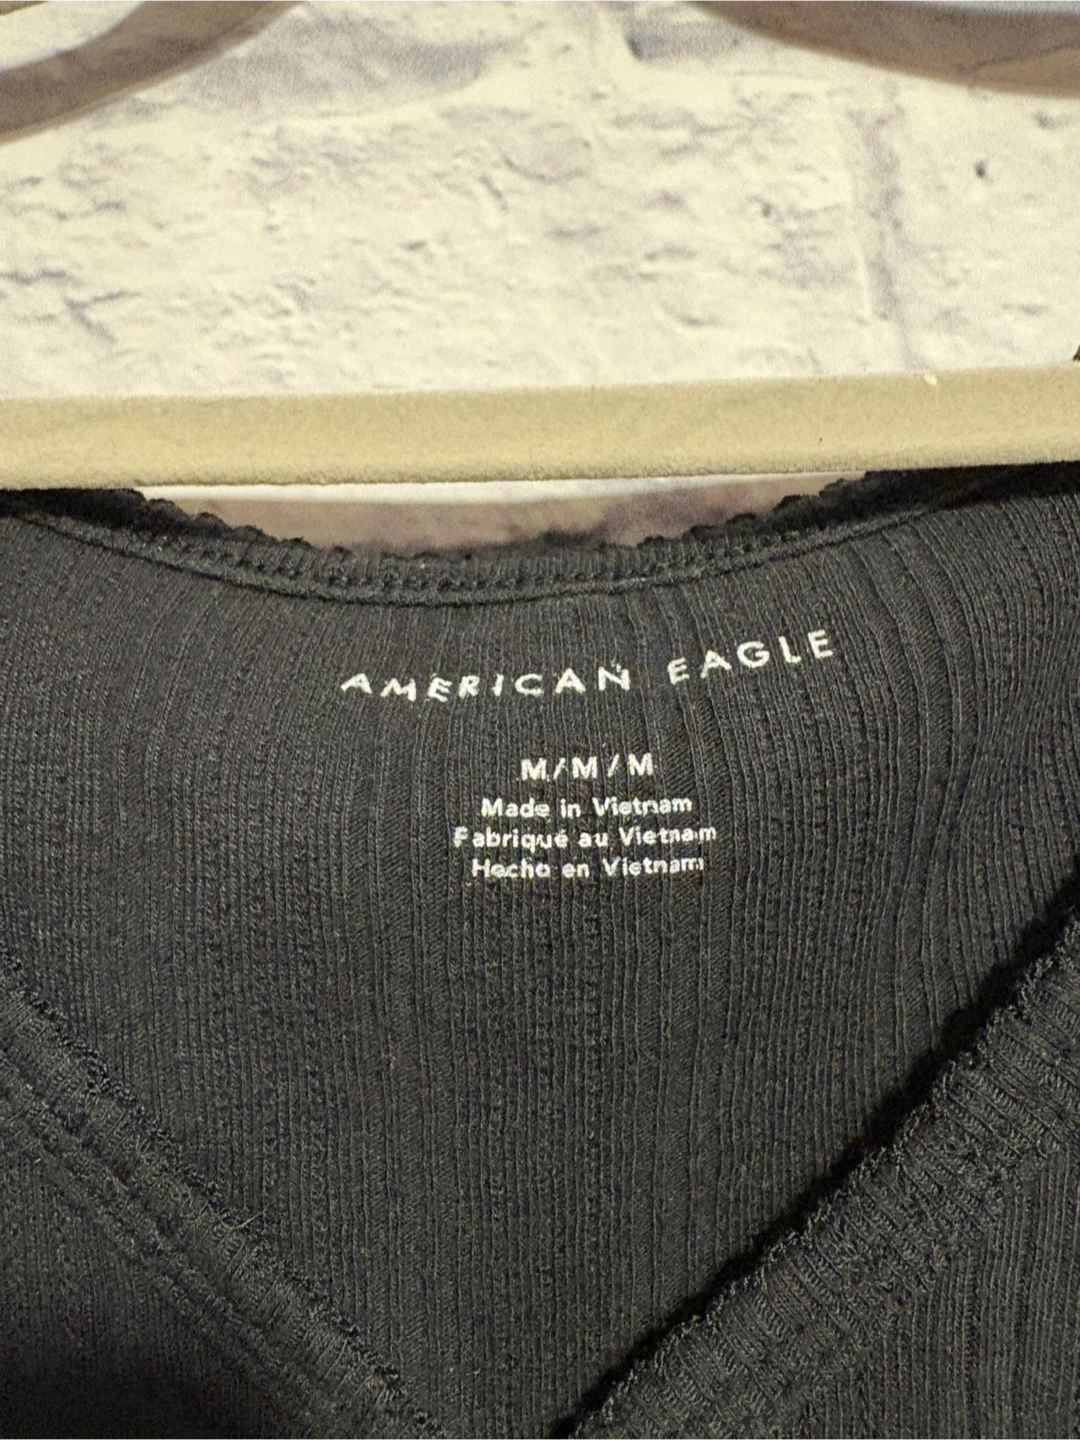 AMERICAN EAGLE
M/M/M
Made in Vietnam
Fabriqué au Vietnam
Hecho en Vietnam